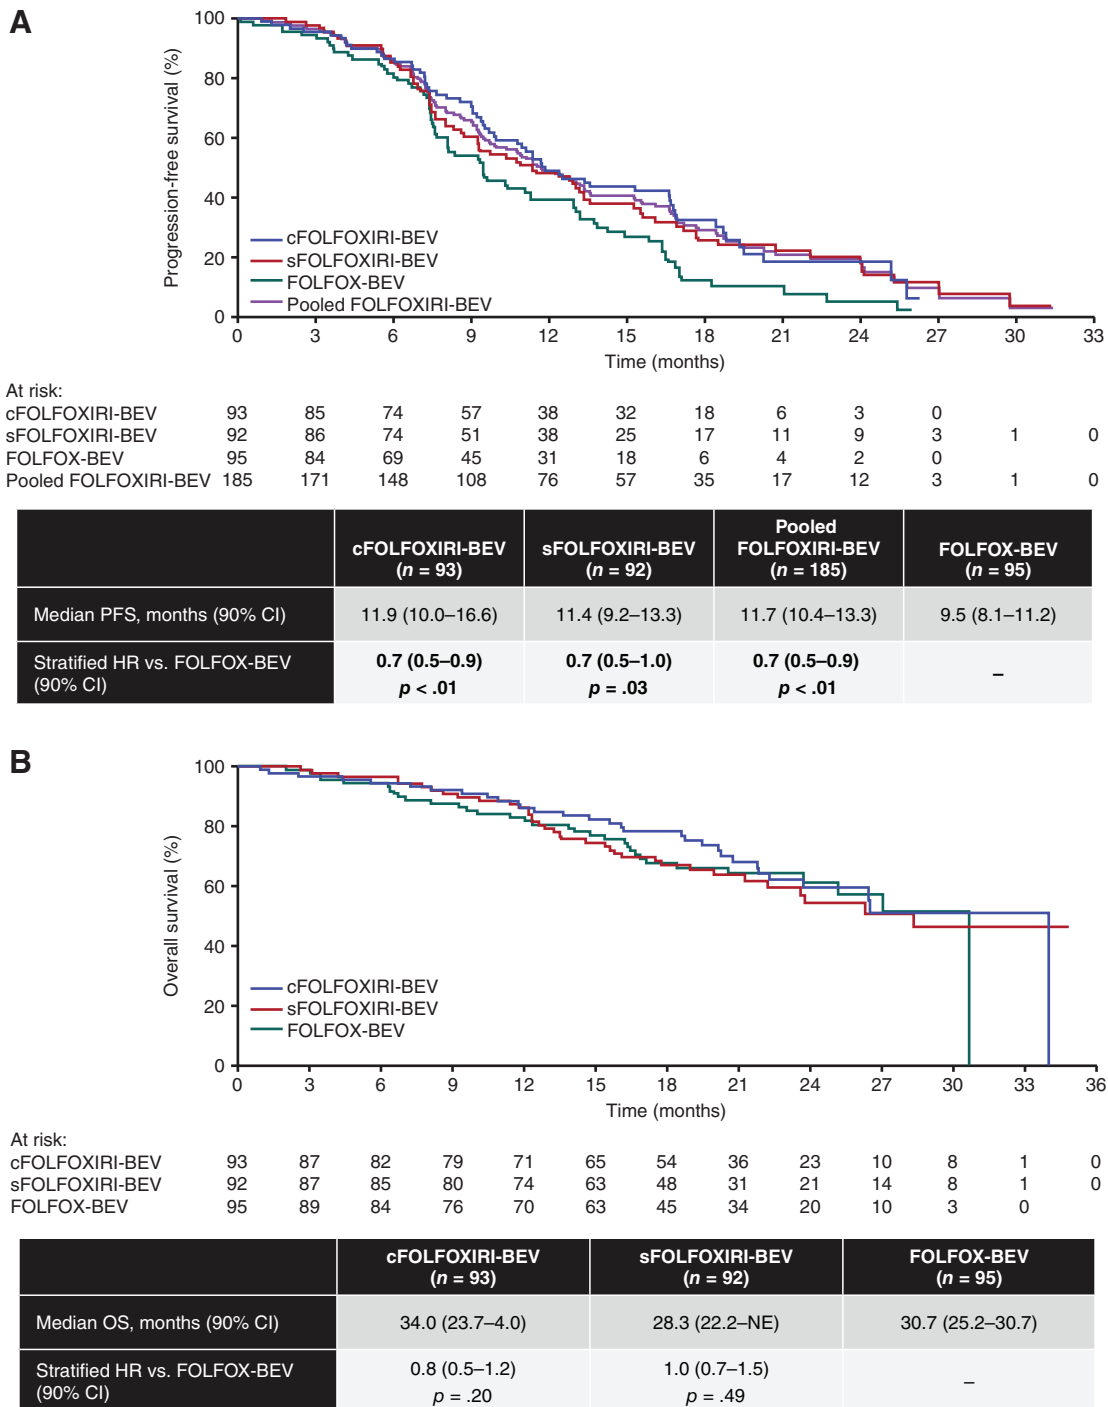 A
Progression-free survival (%)
100
80
60
40
20
0
cFOLFOXIRI-BEV
sFOLFOXIRI-BEV
FOLFOX-BEV
Pooled FOLFOXIRI-BEV
0 3 6 9 12 15 18 21 24 27 30 33
Time (months)
At risk:
cFOLFOXIRI-BEV 93 85 74 57 38 32 18 6 3 0
sFOLFOXIRI-BEV 92 86 74 51 38 25 17 11 9 3 1 0
FOLFOX-BEV 95 84 69 45 31 18 6 4 2 0
Pooled FOLFOXIRI-BEV 185 171 148 108 76 57 35 17 12 3 1 0
cFOLFOXIRI-BEV (n = 93)
sFOLFOXIRI-BEV (n = 92)
Pooled FOLFOXIRI-BEV (n = 185)
FOLFOX-BEV (n = 95)
Median PFS, months (90% CI) 11.9 (10.0–16.6) 11.4 (9.2–13.3) 11.7 (10.4–13.3) 9.5 (8.1–11.2)
Stratified HR vs. FOLFOX-BEV 0.7 (0.5–0.9) 0.7 (0.5–1.0) 0.7 (0.5–0.9) –
(90% CI) p < .01 p = .03 p < .01
B
Overall survival (%)
100
80
60
40
20
0
cFOLFOXIRI-BEV
sFOLFOXIRI-BEV
FOLFOX-BEV
0 3 6 9 12 15 18 21 24 27 30 33 36
Time (months)
At risk:
cFOLFOXIRI-BEV 93 87 82 79 71 65 54 36 23 10 8 1 0
sFOLFOXIRI-BEV 92 87 85 80 74 63 48 31 21 14 8 1 0
FOLFOX-BEV 95 89 84 76 70 63 45 34 20 10 3 0
cFOLFOXIRI-BEV sFOLFOXIRI-BEV FOLFOX-BEV
(n = 93) (n = 92) (n = 95)
Median OS, months (90% CI) 34.0 (23.7–4.0) 28.3 (22.2–NE) 30.7 (25.2–30.7)
Stratified HR vs. FOLFOX-BEV 0.8 (0.5–1.2) 1.0 (0.7–1.5) –
(90% CI) p = .20 p = .49